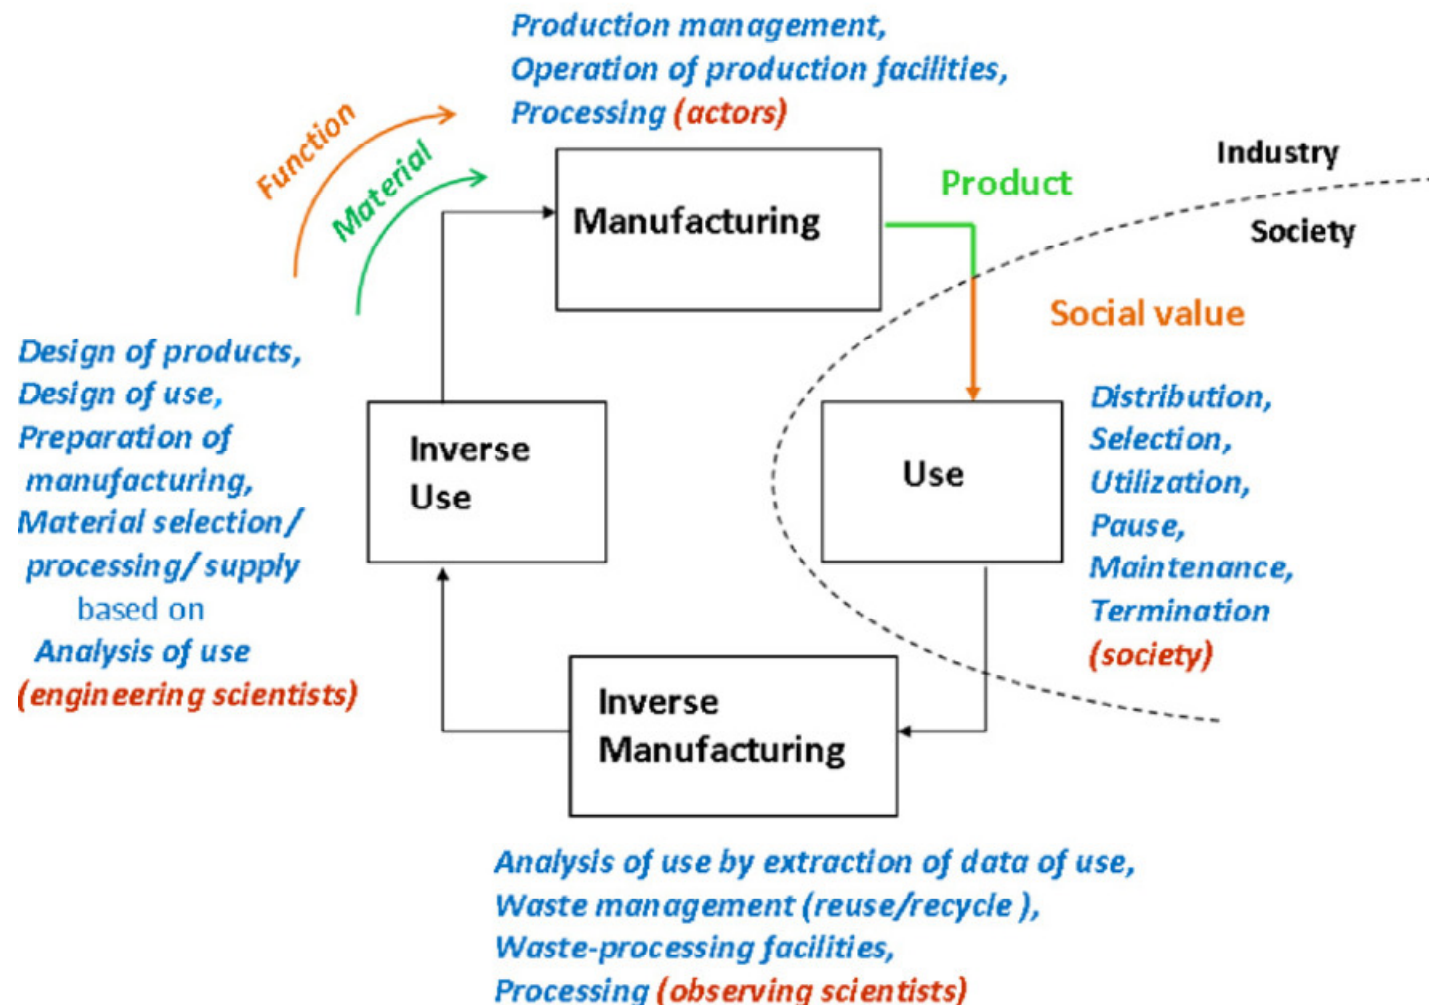 Production management,
Operation of production facilities,
Processing (actors)
Function
Material
Manufacturing
Product
Industry
Society
Social value
Design of products,
Design of use,
Preparation of
manufacturing,
Material selection/
processing/ supply
based on
Analysis of use
(engineering scientists)
Inverse
Use
Use
Distribution,
Selection,
Utilization,
Pause,
Maintenance,
Termination
(society)
Inverse
Manufacturing
Analysis of use by extraction of data of use,
Waste management (reuse/recycle ),
Waste-processing facilities,
Processing (observing scientists)